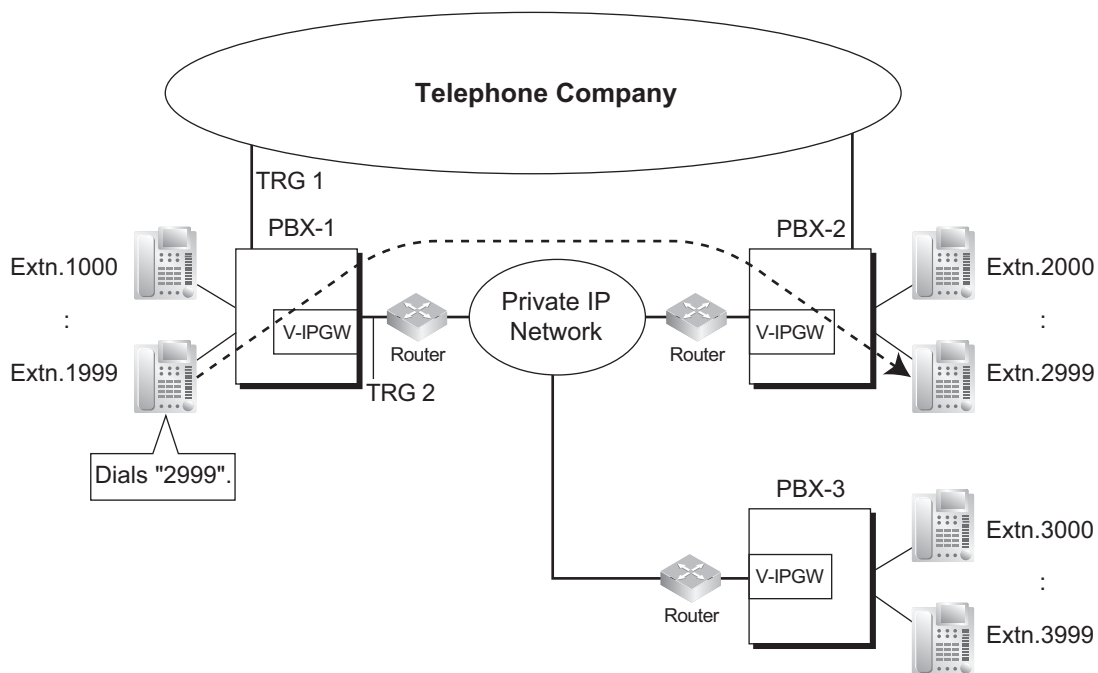 Telephone Company
TRG 1
PBX-1
PBX-2
Extn.1000
:
Extn.1999
V-IPGW
Router
TRG 2
Private IP
Network
Router
V-IPGW
Extn.2000
:
Extn.2999
Dials "2999".
PBX-3
V-IPGW
Router
Extn.3000
:
Extn.3999